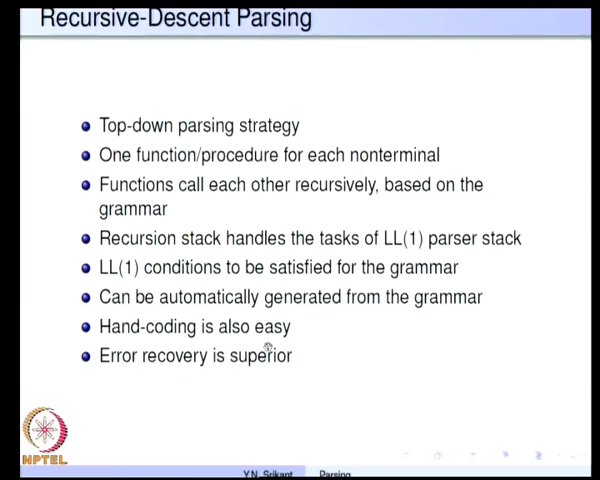 Recursive-Descent Parsing
Top-down parsing strategy
One function/procedure for each nonterminal
Functions call each other recursively, based on the
grammar
Recursion stack handles the tasks of LL(1) parser stack
LL(1) conditions to be satisfied for the grammar
Can be automatically generated from the grammar
Hand-coding is also easy
Error recovery is superior
NPTEL
Y.N. Srikant Parsing